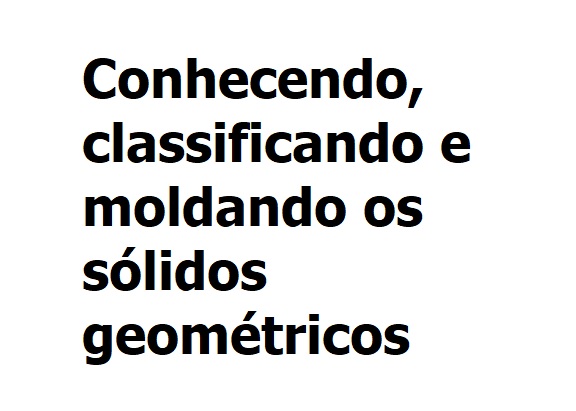 Conhecendo,
classificando e
moldando os
sólidos
geométricos